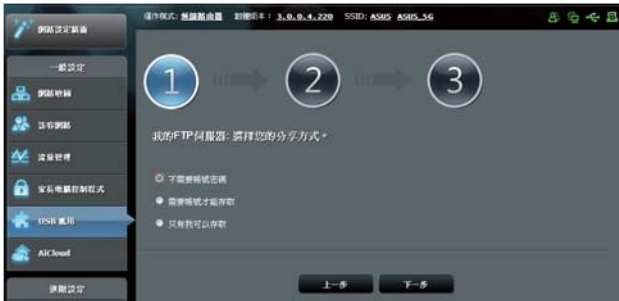 操作模式: 無線路由器 韌體版本: 3.0.0.4.220 SSID: ASUS ASUS_5G
網路設定精靈
一般設定
網路地圖
訪客網路
流量管理
家長電腦控制程式
USB 應用
AiCloud
進階設定
1
2
3
我的FTP伺服器: 選擇您的分享方式。
不需要帳號密碼
需要帳號才能存取
只有我可以存取
上一步
下一步